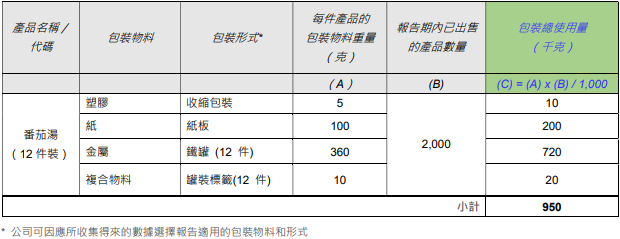 產品名稱／
代碼
包裝物料
包裝形式*
每件產品的
包裝物料重量
（克）
報告期內已出售
的產品數量
包裝總使用量
（千克）
（A）
(B)
(C) = (A) x (B) / 1,000
番茄湯
（12 件裝）
塑膠
收縮包裝
5
2,000
10
紙
紙板
100
200
金屬
鐵罐 (12 件)
360
720
複合物料
罐裝標籤(12 件)
10
20
小計
950
* 公司可因應所收集得來的數據選擇報告適用的包裝物料和形式